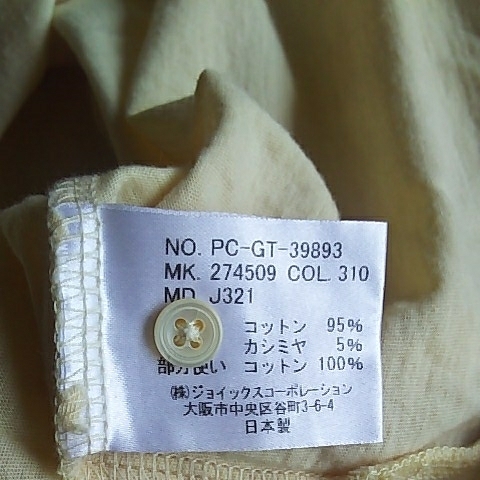 NO. PC-GT-39893
MK. 274509 COL. 310
MD. J321
コットン 95%
カシミヤ 5%
部分使い コットン 100%
㈱ジョイックスコーポレーション
大阪市中央区谷町3-6-4
日本製